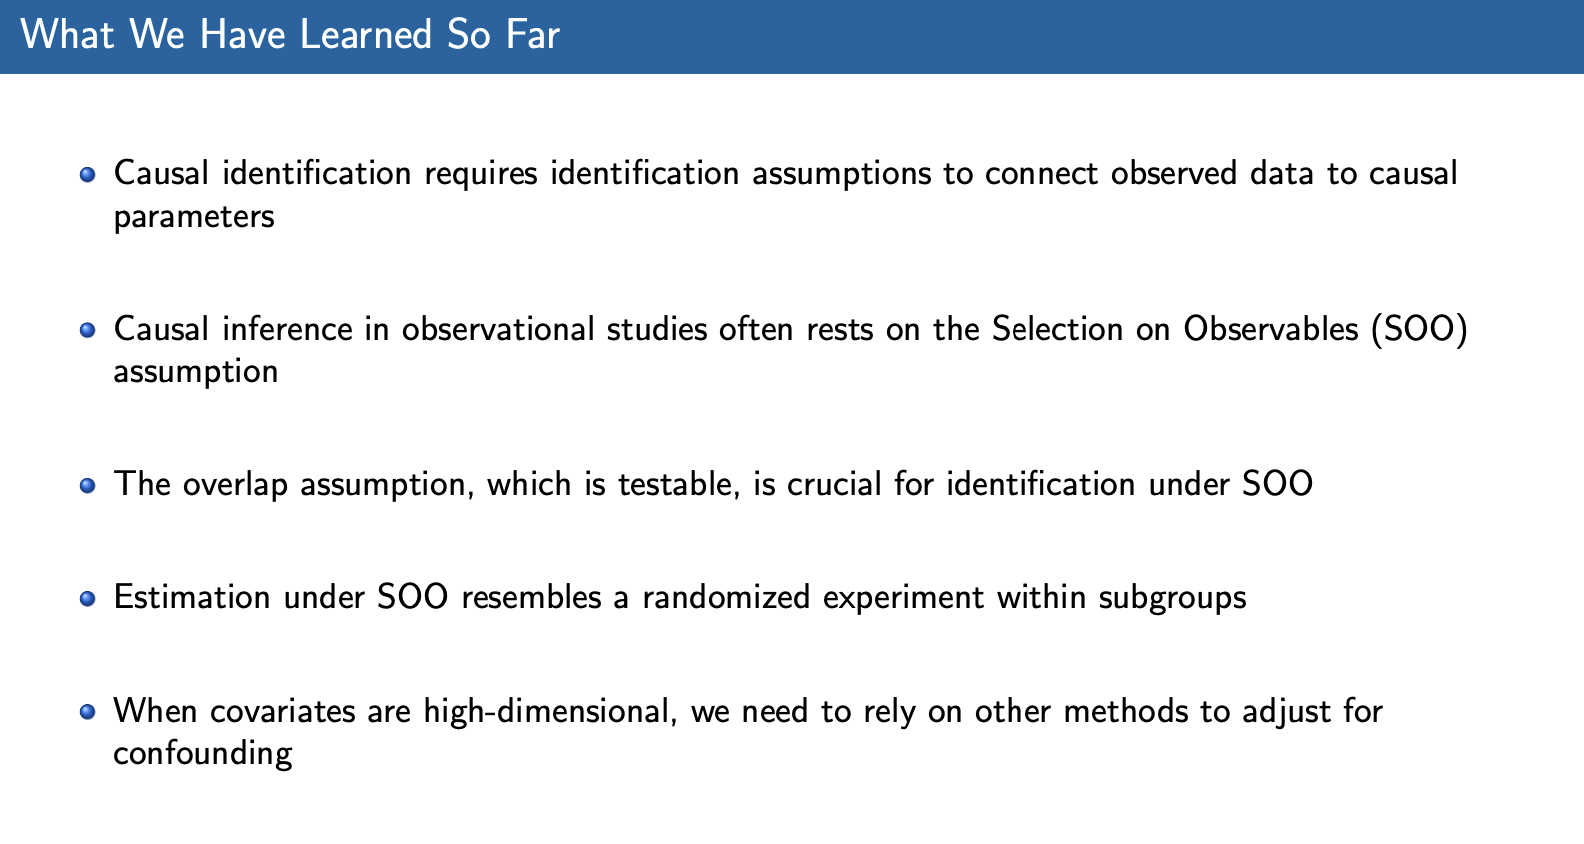 What We Have Learned So Far
Causal identification requires identification assumptions to connect observed data to causal
parameters
Causal inference in observational studies often rests on the Selection on Observables (SOO)
assumption
The overlap assumption, which is testable, is crucial for identification under SOO
Estimation under SOO resembles a randomized experiment within subgroups
When covariates are high-dimensional, we need to rely on other methods to adjust for
confounding